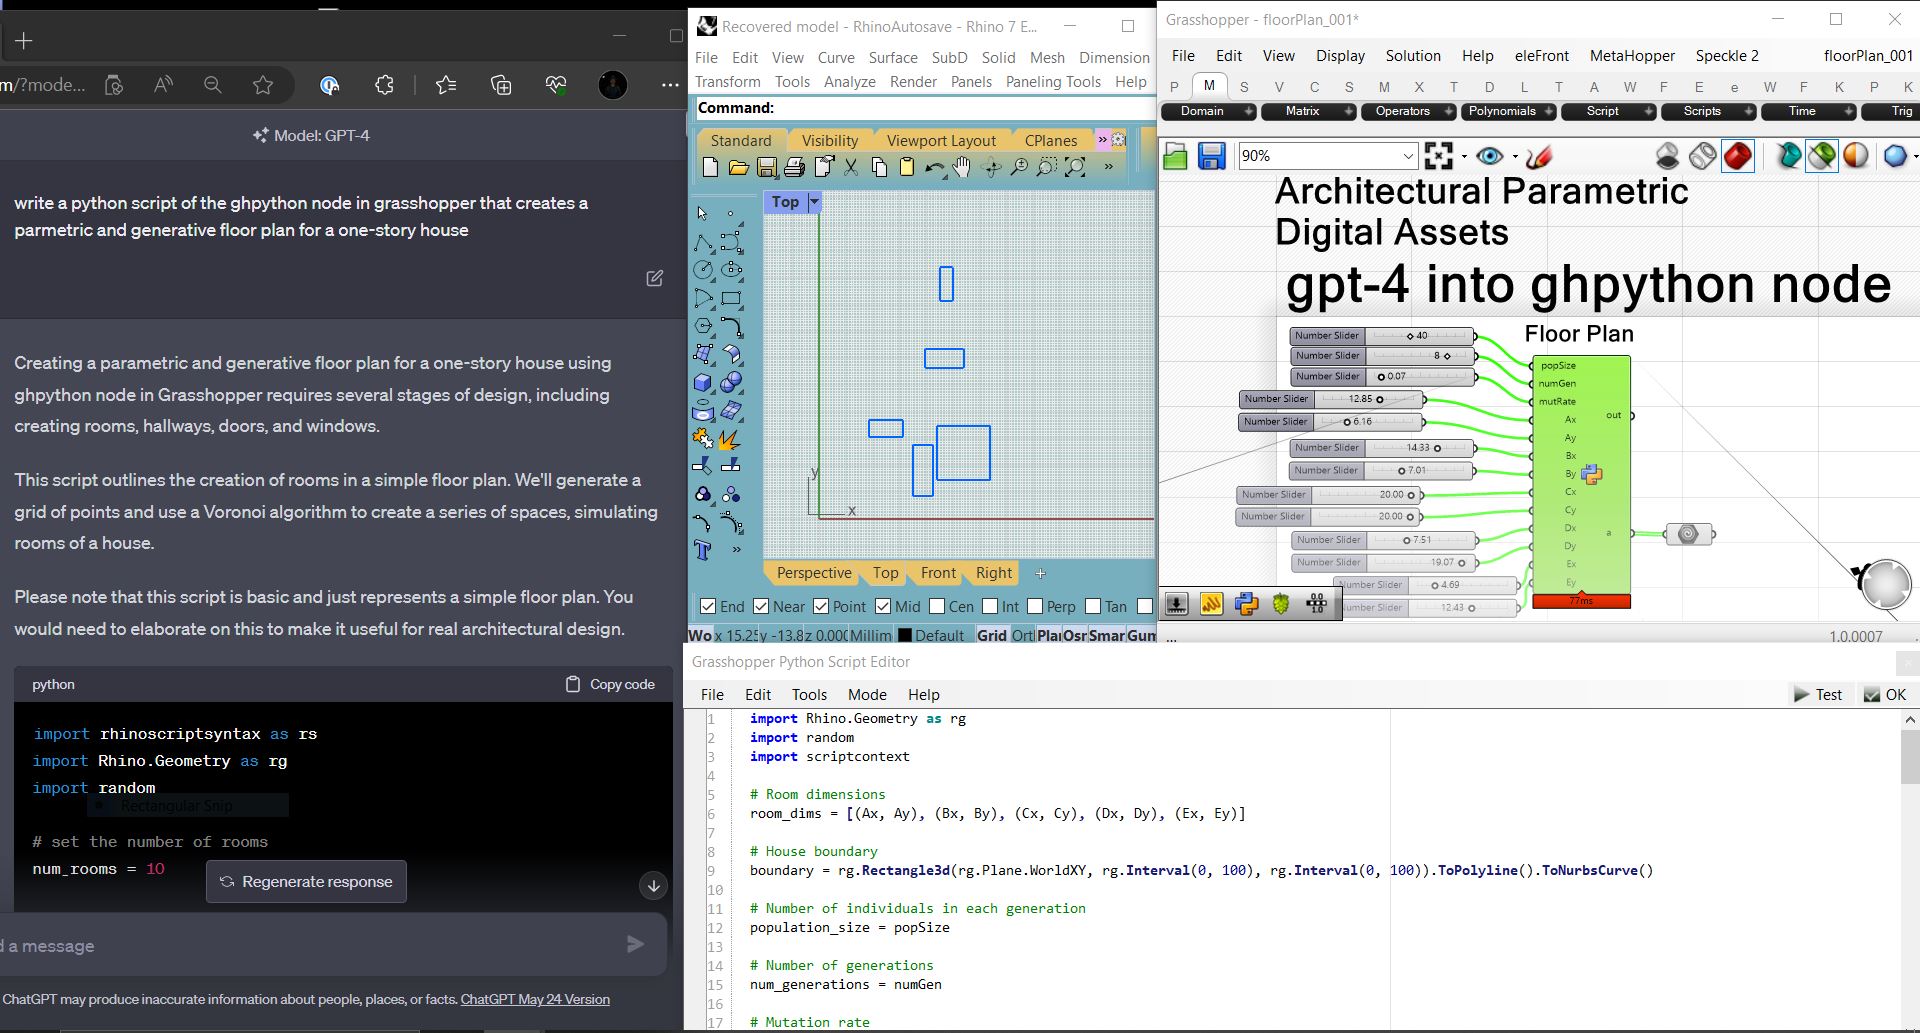 m/?mode...
Model: GPT-4
write a python script of the ghpython node in grasshopper that creates a
parmetric and generative floor plan for a one-story house
Creating a parametric and generative floor plan for a one-story house using
ghpython node in Grasshopper requires several stages of design, including
creating rooms, hallways, doors, and windows.
This script outlines the creation of rooms in a simple floor plan. We'll generate a
grid of points and use a Voronoi algorithm to create a series of spaces, simulating
rooms of a house.
Please note that this script is basic and just represents a simple floor plan. You
would need to elaborate on this to make it useful for real architectural design.
python
Copy code
import rhinoscriptsyntax as rs
import Rhino.Geometry as rg
import random
Rectangular Snip
# set the number of rooms
num_rooms = 10
Regenerate response
d a message
ChatGPT may produce inaccurate information about people, places, or facts. ChatGPT May 24 Version
Recovered model - RhinoAutosave - Rhino 7 E...
File Edit View Curve Surface SubD Solid Mesh Dimension
Transform Tools Analyze Render Panels Paneling Tools Help
Command:
Standard Visibility Viewport Layout CPlanes »
»
Top
y
x
»
Perspective Top Front Right
End Near Point Mid Cen Int Perp Tan
Wo x 15.25 y -13.8 z 0.000 Millim Default Grid Ort Plai Osr Smar Gum
Grasshopper - floorPlan_001*
File Edit View Display Solution Help eleFront MetaHopper Speckle 2 floorPlan_001
P M S V C S M X T D L T A W F E e W F K P K
Domain Matrix Operators Polynomials Script Scripts Time Trig
90%
Architectural Parametric
Digital Assets
gpt-4 into ghpython node
Floor Plan
Number Slider 40
Number Slider 8
Number Slider 0.07
Number Slider 12.85
Number Slider 6.16
Number Slider 14.33
Number Slider 7.01
Number Slider 20.00
Number Slider 20.00
Number Slider 7.51
Number Slider 19.07
Number Slider 4.69
Number Slider 12.43
popSize
numGen
mutRate
Ax
Ay
Bx
By
Cx
Cy
Dx
Dy
Ex
Ey
out
a
77ms
...
1.0.0007
Grasshopper Python Script Editor
File Edit Tools Mode Help
Test OK
1 import Rhino.Geometry as rg
2 import random
3 import scriptcontext
4
5 # Room dimensions
6 room_dims = [(Ax, Ay), (Bx, By), (Cx, Cy), (Dx, Dy), (Ex, Ey)]
7
8 # House boundary
9 boundary = rg.Rectangle3d(rg.Plane.WorldXY, rg.Interval(0, 100), rg.Interval(0, 100)).ToPolyline().ToNurbsCurve()
10
11 # Number of individuals in each generation
12 population_size = popSize
13
14 # Number of generations
15 num_generations = numGen
16
17 # Mutation rate